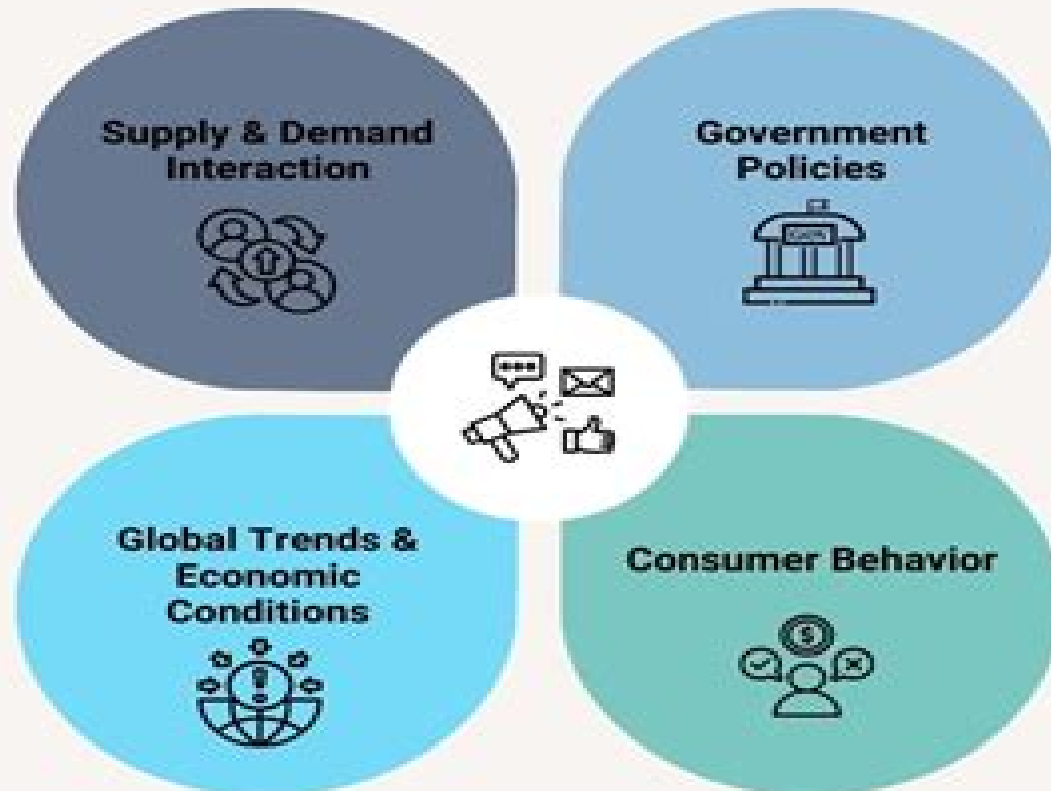 Supply & Demand
Interaction
Government
Policies
Global Trends &
Economic
Conditions
Consumer Behavior
$